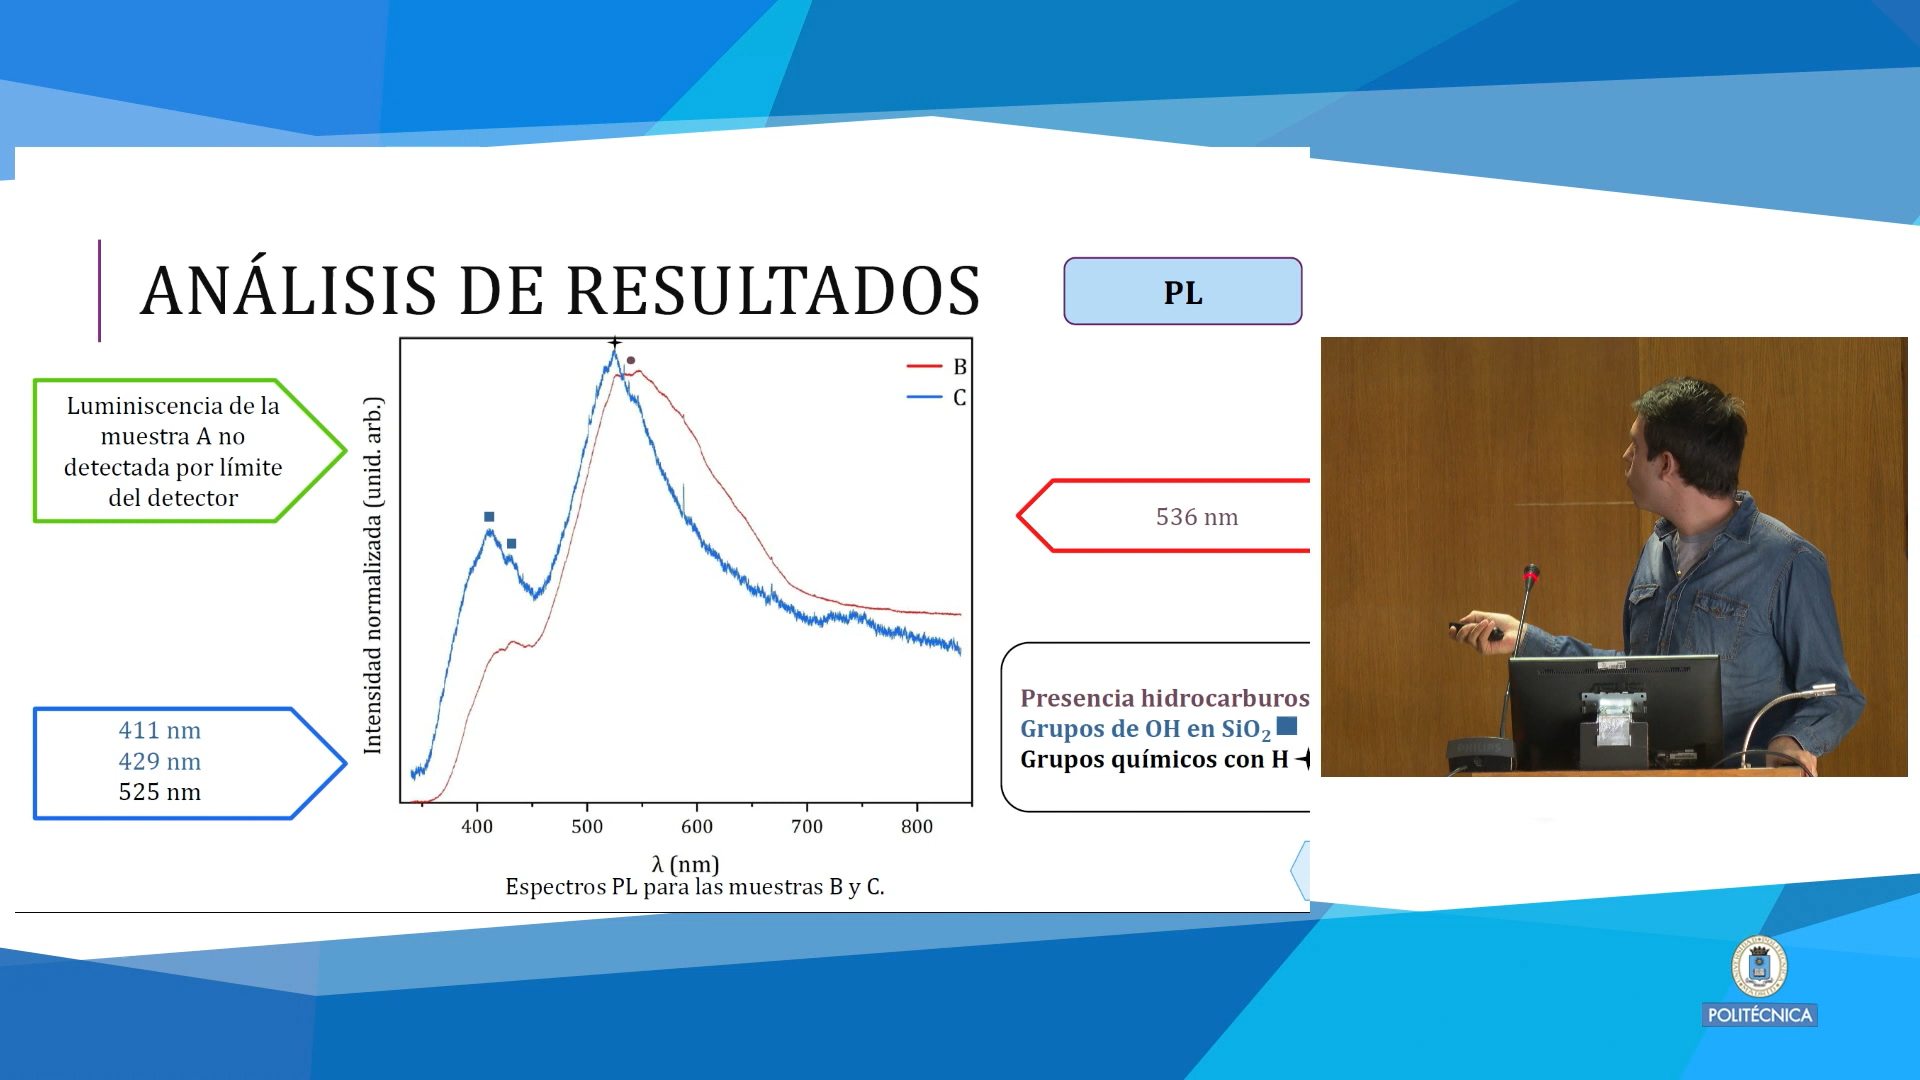 ANÁLISIS DE RESULTADOS
PL
Luminiscencia de la
muestra A no
detectada por límite
del detector
411 nm
429 nm
525 nm
Intensidad normalizada (unid. arb.)
B
C
400 500 600 700 800
λ (nm)
Espectros PL para las muestras B y C.
536 nm
Presencia hidrocarburos
Grupos de OH en SiO₂
Grupos químicos con H
PHILIPS
POLITÉCNICA